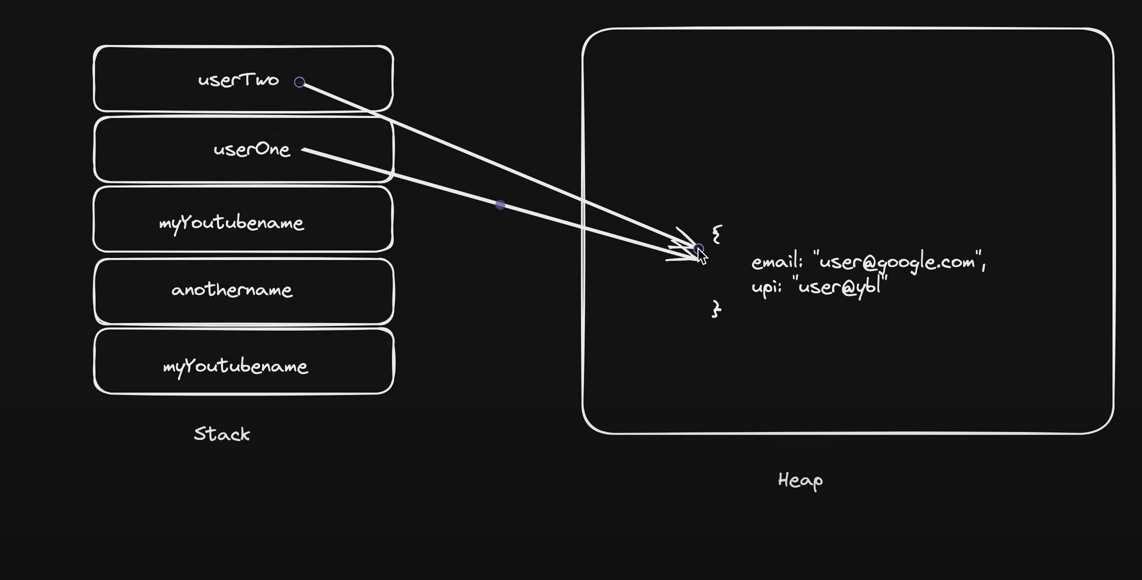 userTwo
userOne
myYoutubename
anothername
myYoutubename
Stack
{
email: "user@google.com",
upi: "user@ybl"
}
Heap